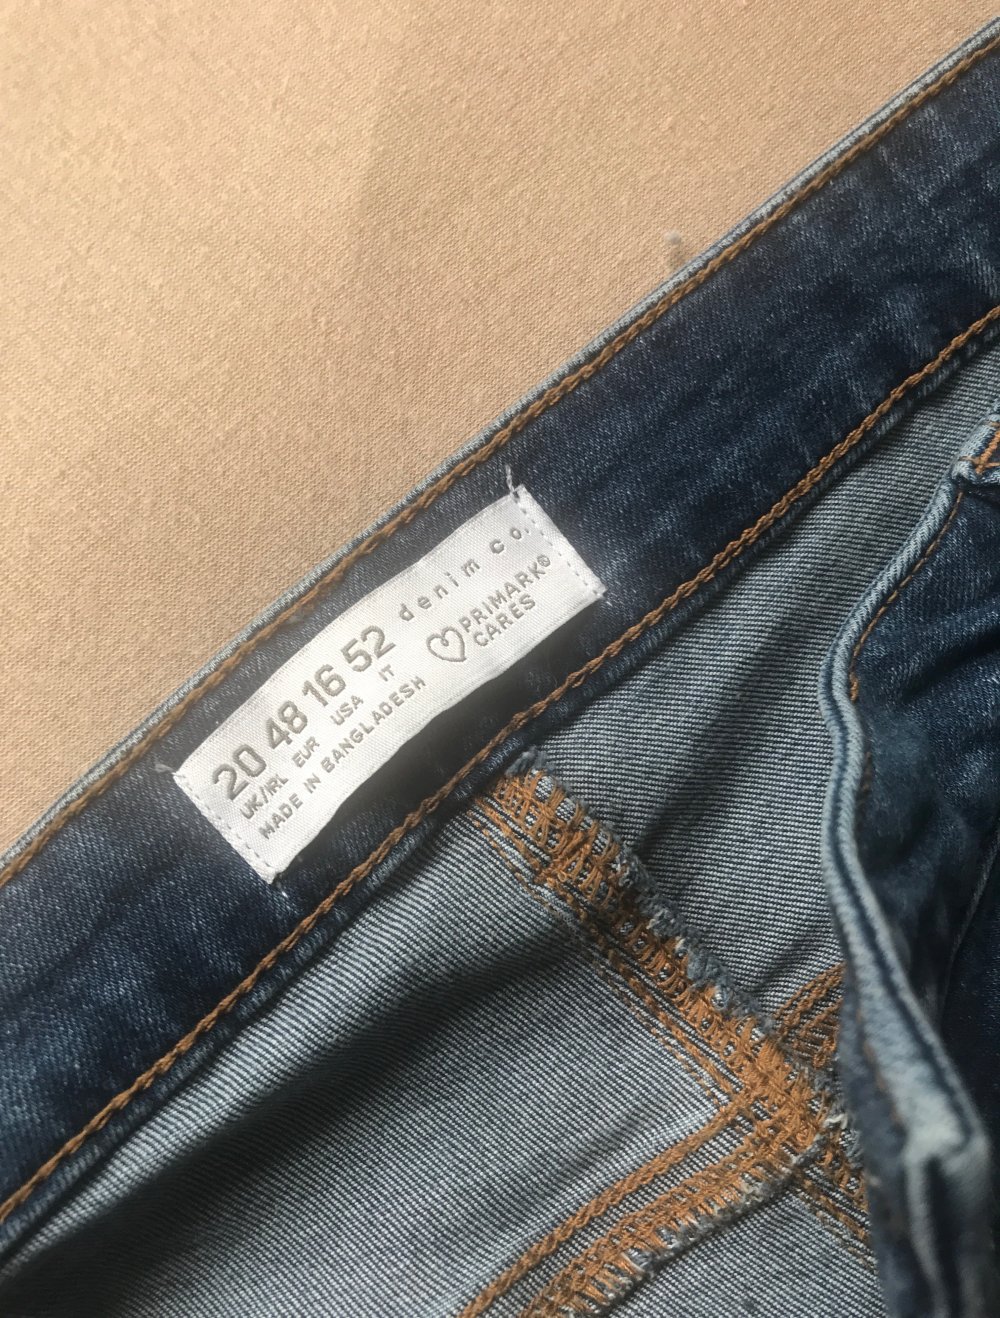 20 48 16 52 denim co.
UK/IRL EUR USA IT PRIMARK®
MADE IN BANGLADESH CARES